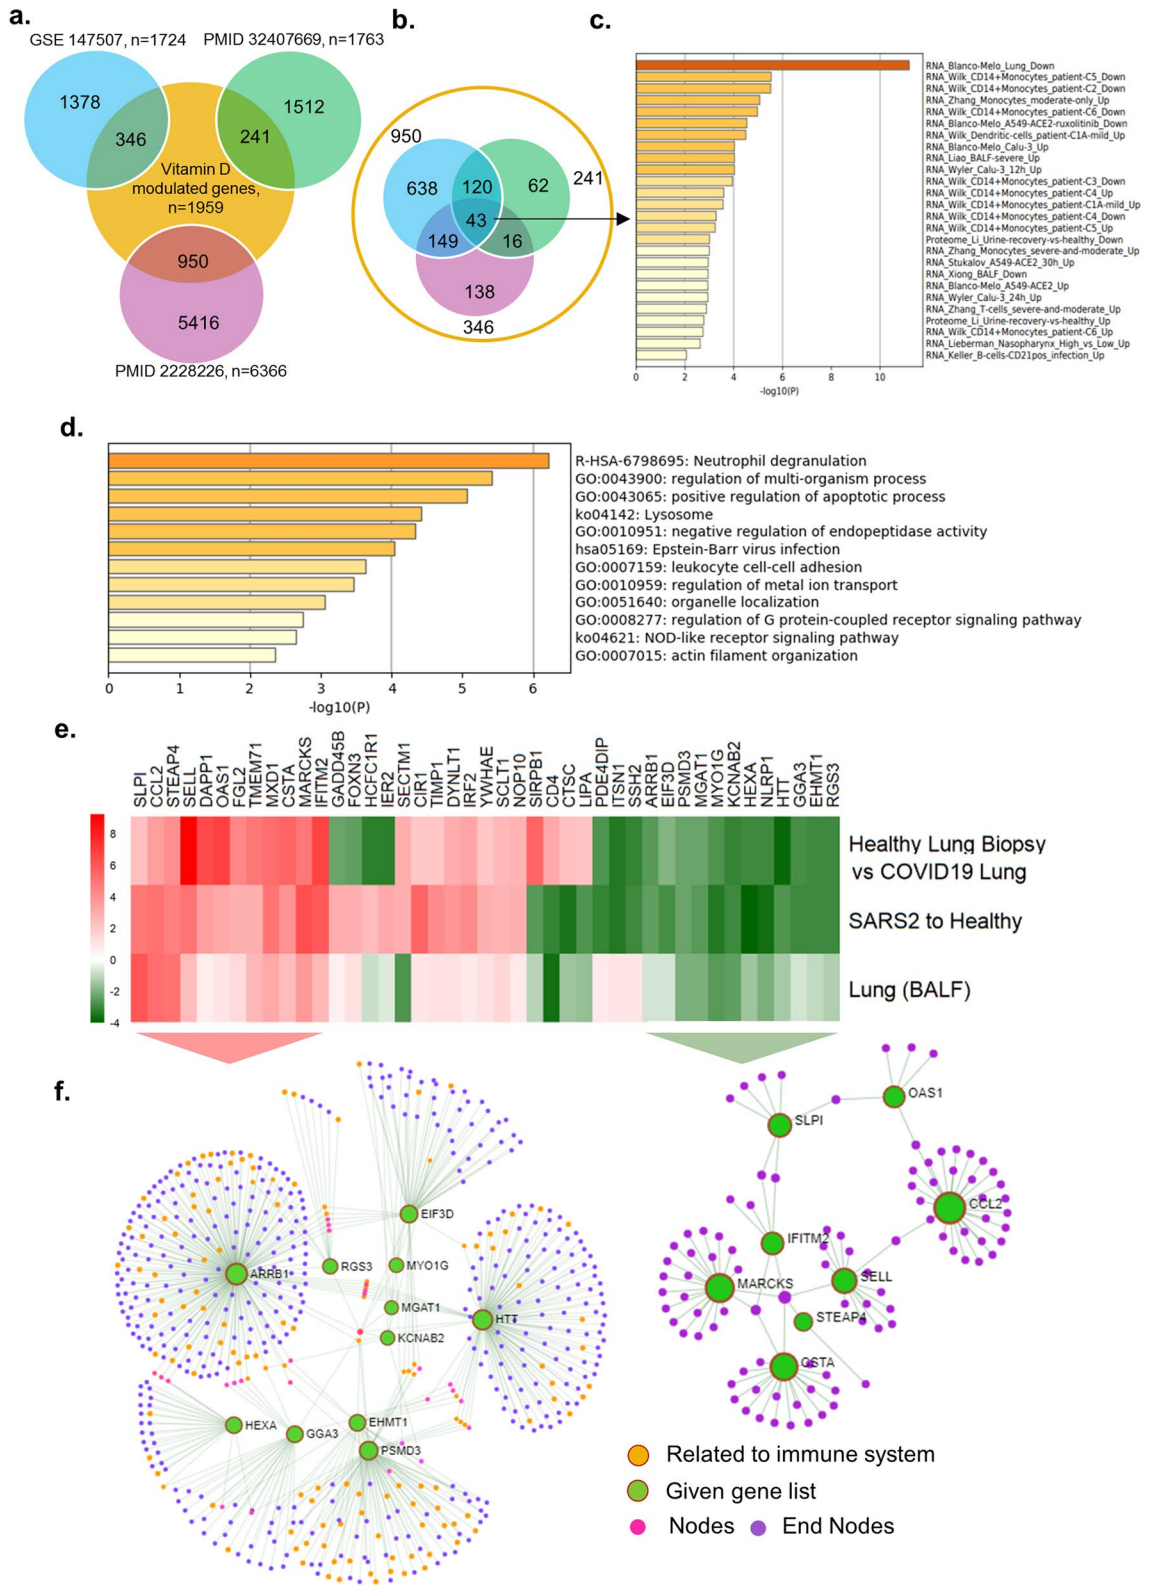 a.
GSE 147507, n=1724
PMID 32407669, n=1763
1378
346
241
1512
Vitamin D
modulated genes,
n=1959
950
5416
PMID 2228226, n=6366
b.
950
638
120
62
241
43
149
16
138
346
c.
RNA_Blanco-Melo_Lung_Down
RNA_Wilk_CD14+Monocytes_patient-C5_Down
RNA_Wilk_CD14+Monocytes_patient-C2_Down
RNA_Zhang_Monocytes_moderate-only_Up
RNA_Wilk_CD14+Monocytes_patient-C6_Down
RNA_Blanco-Melo_A549-ACE2-ruxolitinib_Down
RNA_Wilk_Dendritic-cells_patient-C1A-mild_Up
RNA_Blanco-Melo_Calu-3_Up
RNA_Liao_BALF-severe_Up
RNA_Wyler_Calu-3_12h_Up
RNA_Wilk_CD14+Monocytes_patient-C3_Down
RNA_Wilk_CD14+Monocytes_patient-C4_Up
RNA_Wilk_CD14+Monocytes_patient-C1A-mild_Up
RNA_Wilk_CD14+Monocytes_patient-C4_Down
RNA_Wilk_CD14+Monocytes_patient-C5_Up
Proteome_Li_Urine-recovery-vs-healthy_Down
RNA_Zhang_Monocytes_severe-and-moderate_Up
RNA_Stukalov_A549-ACE2_30h_Up
RNA_Xiong_BALF_Down
RNA_Blanco-Melo_A549-ACE2_Up
RNA_Wyler_Calu-3_24h_Up
RNA_Zhang_T-cells_severe-and-moderate_Up
Proteome_Li_Urine-recovery-vs-healthy_Up
RNA_Wilk_CD14+Monocytes_patient-C6_Up
RNA_Lieberman_Nasopharynx_High_vs_Low_Up
RNA_Keller_B-cells-CD21pos_infection_Up
0 2 4 6 8 10
-log10(P)
d.
R-HSA-6798695: Neutrophil degranulation
GO:0043900: regulation of multi-organism process
GO:0043065: positive regulation of apoptotic process
ko04142: Lysosome
GO:0010951: negative regulation of endopeptidase activity
hsa05169: Epstein-Barr virus infection
GO:0007159: leukocyte cell-cell adhesion
GO:0010959: regulation of metal ion transport
GO:0051640: organelle localization
GO:0008277: regulation of G protein-coupled receptor signaling pathway
ko04621: NOD-like receptor signaling pathway
GO:0007015: actin filament organization
0 1 2 3 4 5 6
-log10(P)
e.
SLPI
CCL2
STEAP4
SELL
DAPP1
OAS1
FGL2
TMEM71
MXD1
CSTA
MARCKS
IFITM2
GADD45B
FOXN3
HCFC1R1
IER2
SECTM1
CIR1
TIMP1
DYNLT1
IRF2
YWHAE
SCLT1
NOP10
SIRPB1
CD4
CTSC
LIPA
PDE4DIP
ITSN1
SSH2
ARRB1
EIF3D
PSMD3
MGAT1
MYO1G
KCNAB2
HEXA
NLRP1
HTT
GGA3
EHMT1
RGS3
8
6
4
2
0
-2
-4
Healthy Lung Biopsy
vs COVID19 Lung
SARS2 to Healthy
Lung (BALF)
f.
EIF3D
ARRB1
RGS3
MYO1G
MGAT1
HTT
KCNAB2
HEXA
GGA3
EHMT1
PSMD3
OAS1
SLPI
CCL2
IFITM2
MARCKS
SELL
STEAP4
CSTA
Related to immune system
Given gene list
Nodes
End Nodes